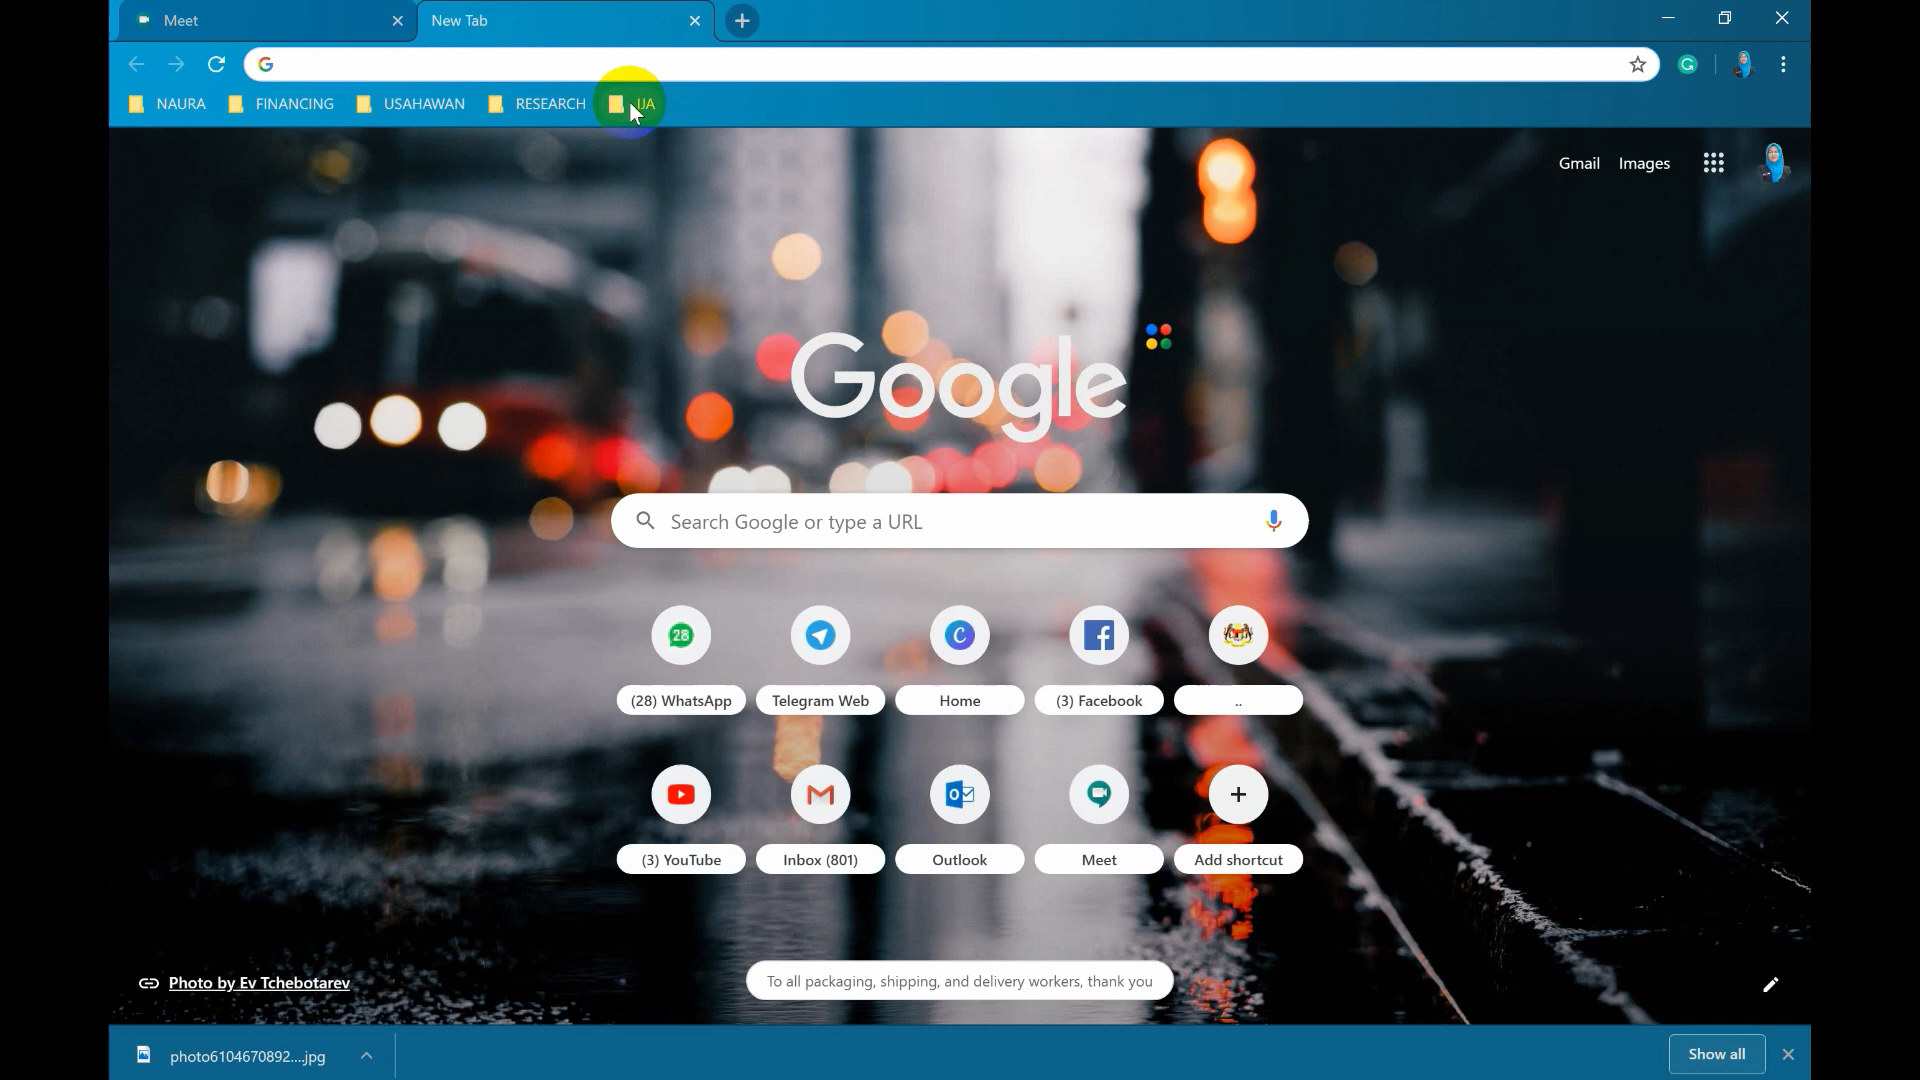 Meet
New Tab
NAURA
FINANCING
USAHAWAN
RESEARCH
IJA
Gmail
Images
Google
Search Google or type a URL
28
(28) WhatsApp
Telegram Web
Home
(3) Facebook
..
(3) YouTube
Inbox (801)
Outlook
Meet
Add shortcut
Photo by Ev Tchebotarev
To all packaging, shipping, and delivery workers, thank you
photo6104670892....jpg
Show all